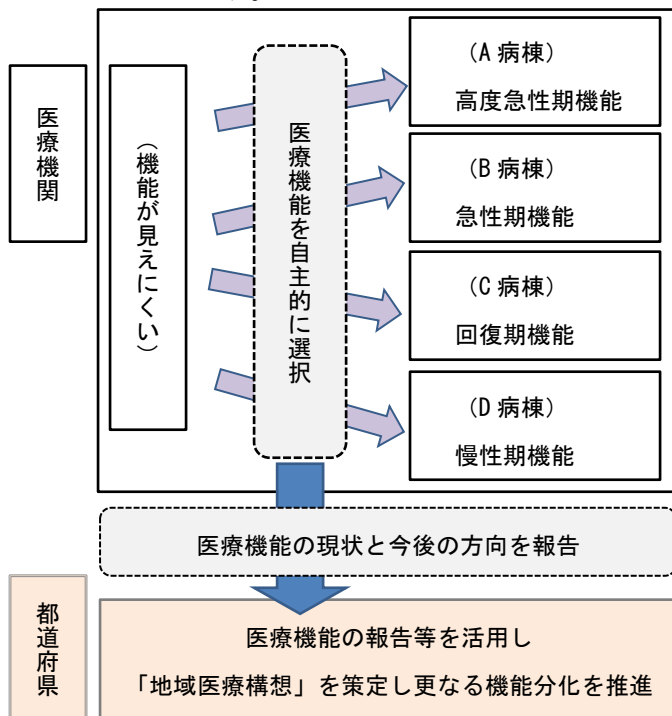 医療機関
（機能が見えにくい）
医療機能を自主的に選択
（A 病棟）
高度急性期機能
（B 病棟）
急性期機能
（C 病棟）
回復期機能
（D 病棟）
慢性期機能
医療機能の現状と今後の方向を報告
都道府県
医療機能の報告等を活用し
「地域医療構想」を策定し更なる機能分化を推進